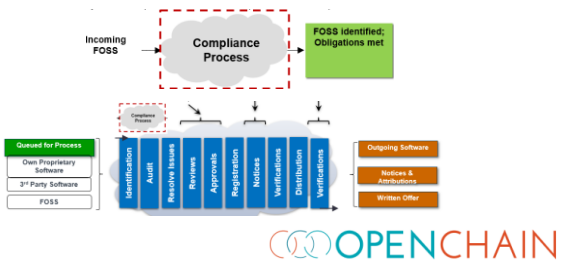 Incoming
FOSS
Compliance
Process
FOSS identified;
Obligations met
Compliance
Process
Queued for Process
Own Proprietary
Software
3rd Party Software
FOSS
Identification
Audit
Resolve Issues
Reviews
Approvals
Registration
Notices
Verifications
Distribution
Verifications
Outgoing Software
Notices &
Attributions
Written Offer
OPENCHAIN